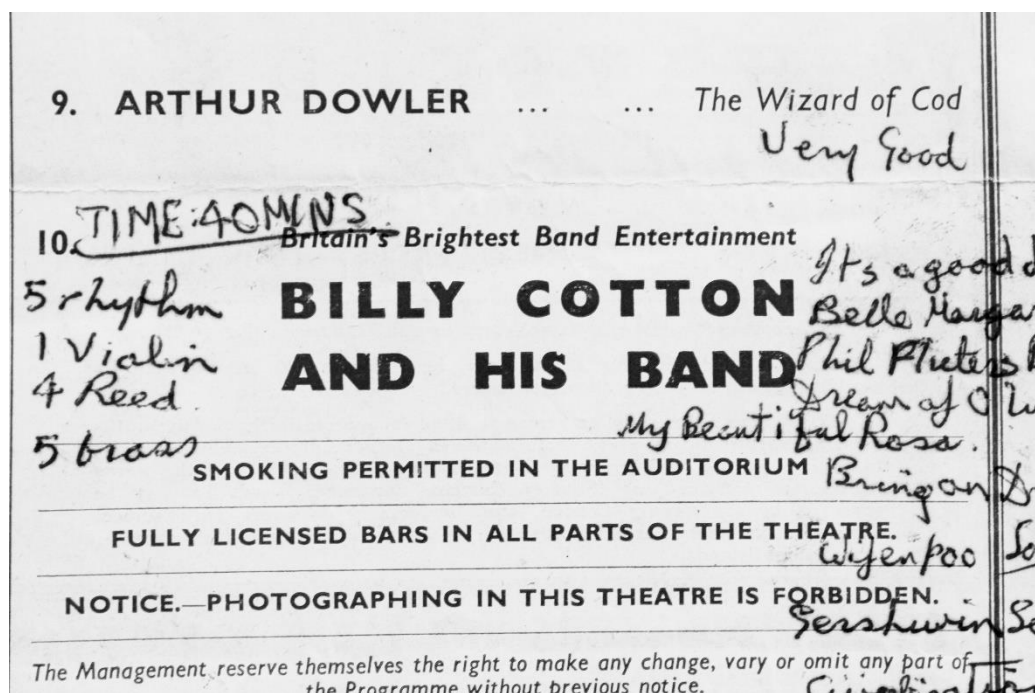 9. ARTHUR DOWLER ... ... The Wizard of Cod
Very Good
TIME: 40 MINS
10. Britain's Brightest Band Entertainment
BILLY COTTON
AND HIS BAND
5 rhythm
1 Violin
4 Reed
5 brass
Its a good
Belle
Phil
Dream of
My Beautiful Rosa.
Bring on
SMOKING PERMITTED IN THE AUDITORIUM
FULLY LICENSED BARS IN ALL PARTS OF THE THEATRE.
NOTICE.—PHOTOGRAPHING IN THIS THEATRE IS FORBIDDEN.
Gershwin
The Management reserve themselves the right to make any change, vary or omit any part of
the Programme without previous notice.